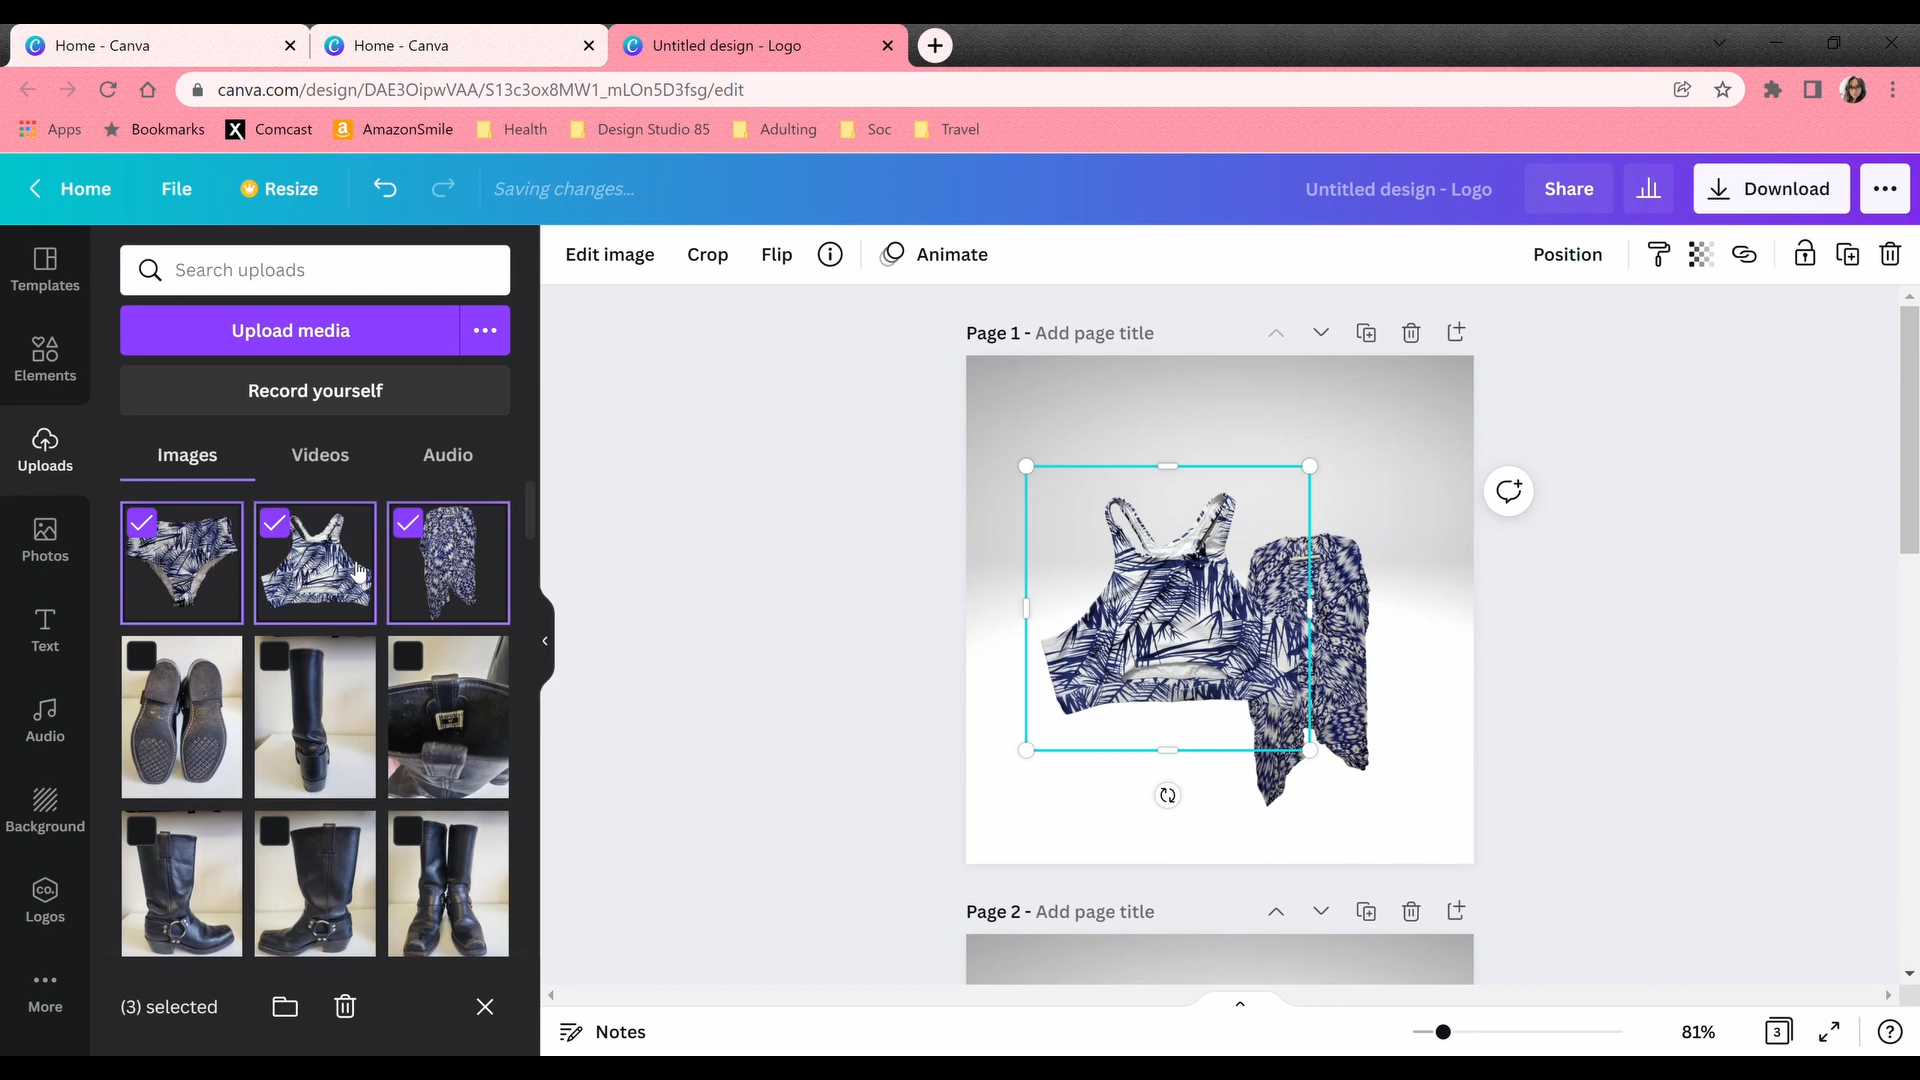 Home - Canva
Home - Canva
Untitled design - Logo
canva.com/design/DAE3OipwVAA/S13c3ox8MW1_mLOn5D3fsg/edit
Apps
Bookmarks
X
Comcast
a
AmazonSmile
Health
Design Studio 85
Adulting
Soc
Travel
Home
File
Resize
Saving changes...
Untitled design - Logo
Share
Download
Templates
Elements
Uploads
Photos
Text
Audio
Background
CO.
Logos
More
Search uploads
Upload media
Record yourself
Images
Videos
Audio
(3) selected
Edit image
Crop
Flip
Animate
Position
Page 1 - Add page title
Page 2 - Add page title
Notes
81%
3
?